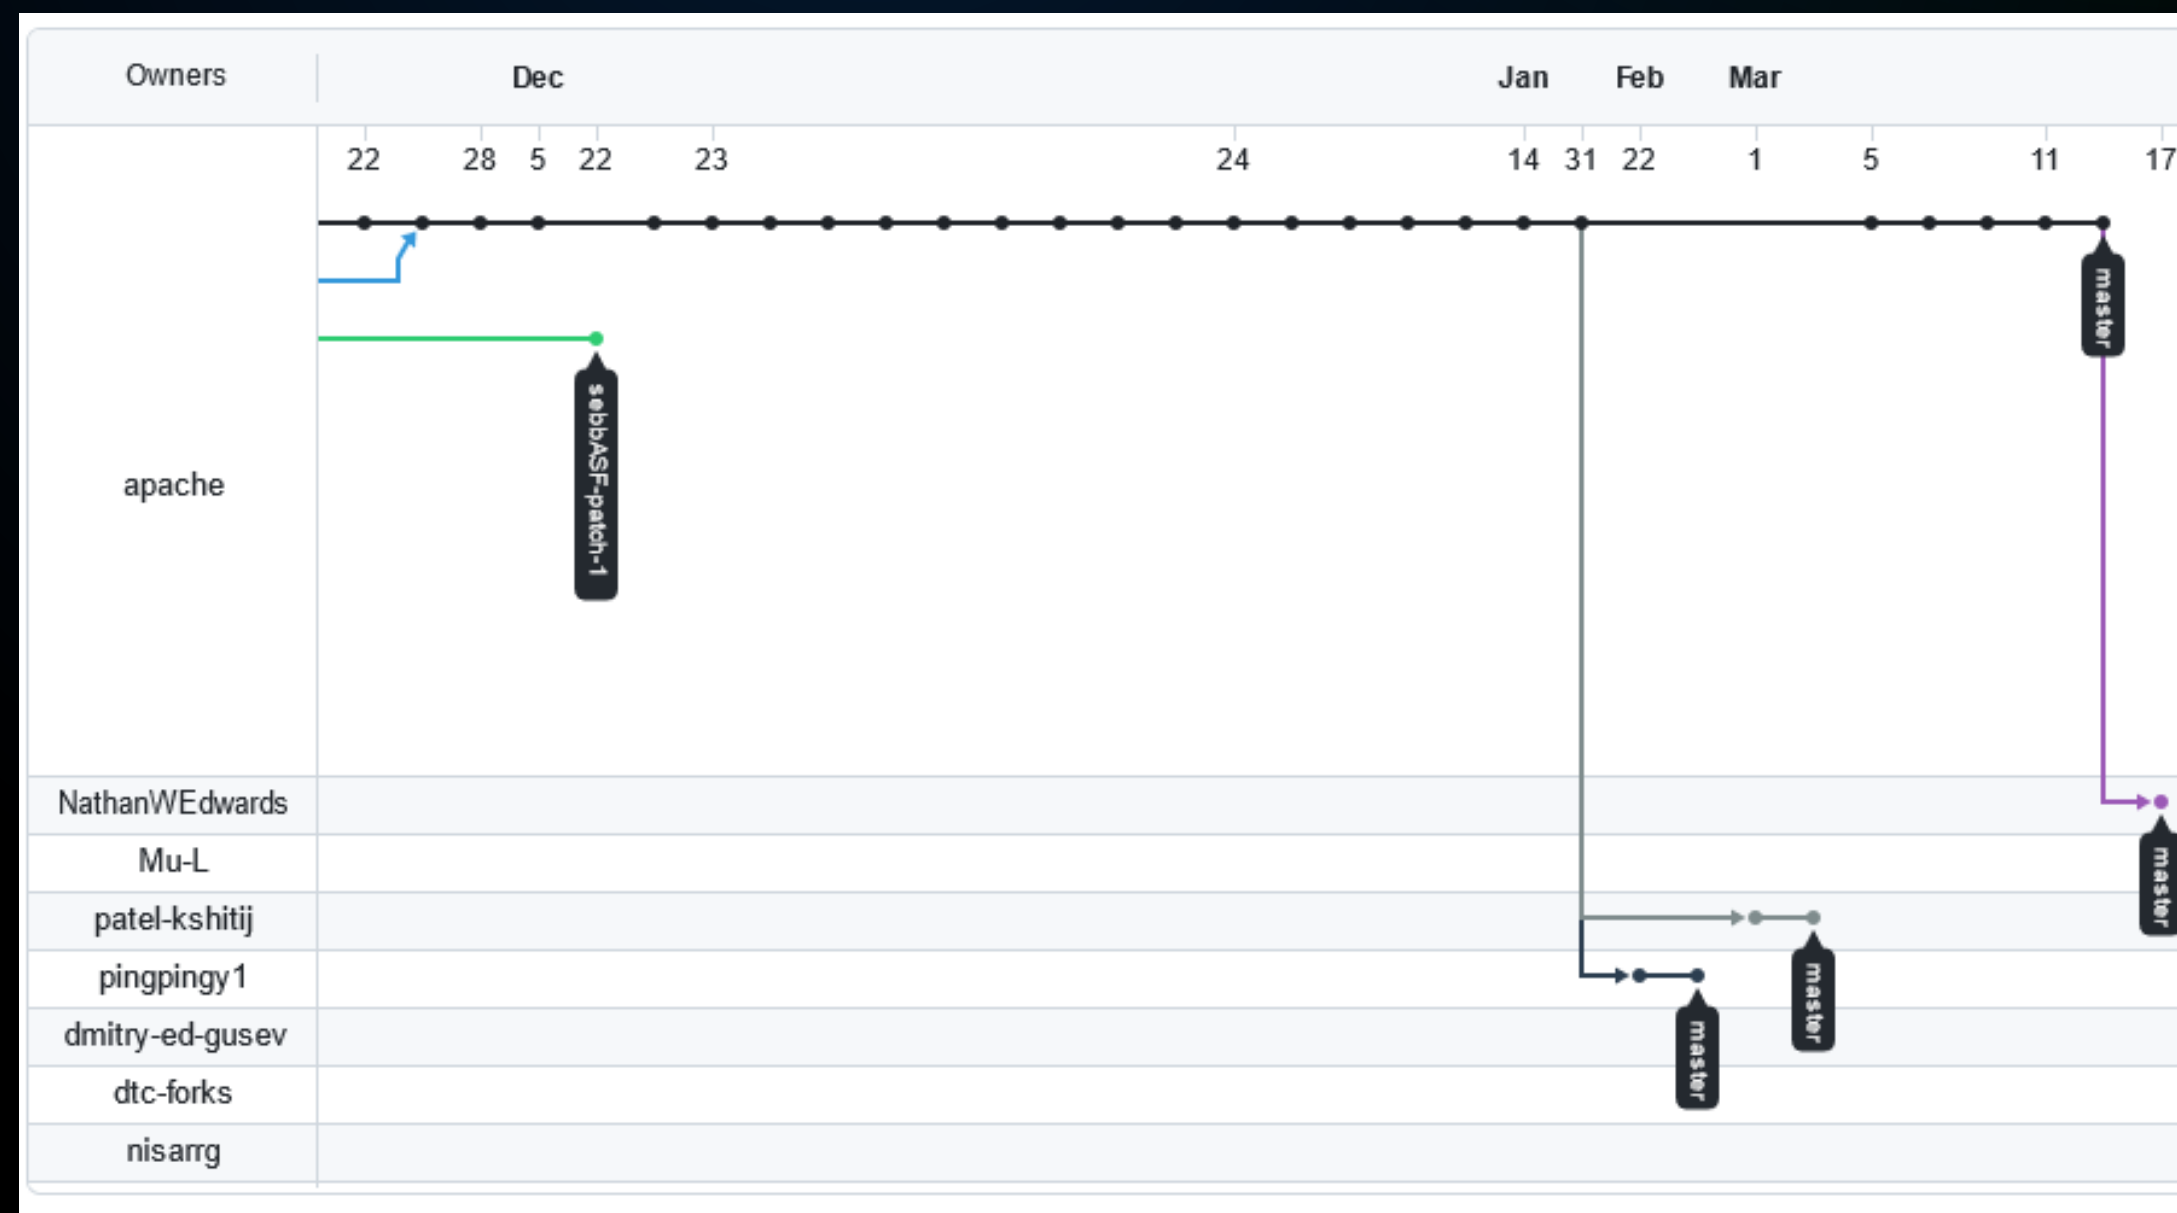 Owners Dec Jan Feb Mar
22 28 5 22 23 24 14 31 22 1 5 11 17
master
sebbASF-patch-1
apache
NathanWEdwards
Mu-L
master
patel-kshitij
pingpingy1
master
dmitry-ed-gusev
master
dtc-forks
nisarrg